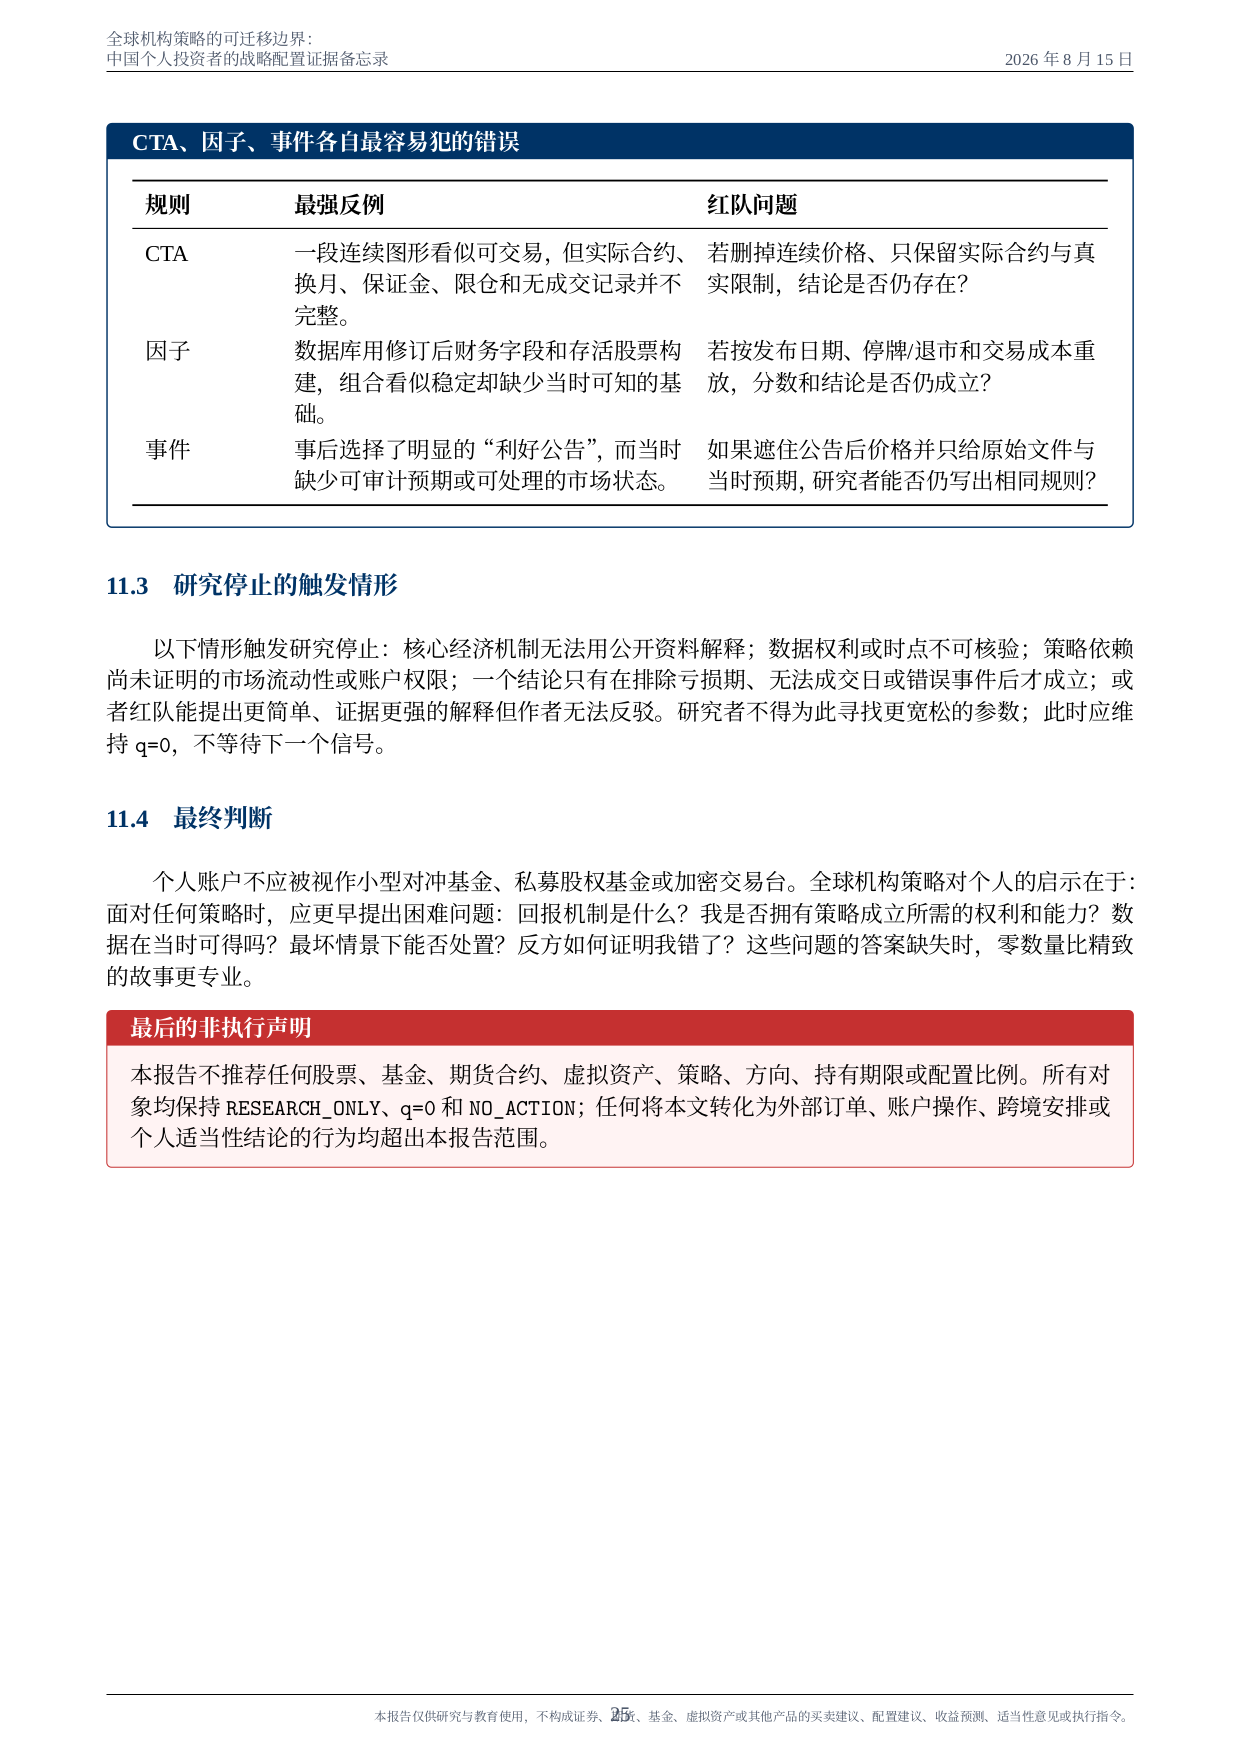 全球机构策略的可迁移边界：
中国个人投资者的战略配置证据备忘录
2026 年 8 月 15 日
CTA、因子、事件各自最容易犯的错误
规则 最强反例 红队问题
CTA 一段连续图形看似可交易，但实际合约、 若删掉连续价格、只保留实际合约与真
换月、保证金、限仓和无成交记录并不 实限制，结论是否仍存在？
完整。
因子 数据库用修订后财务字段和存活股票构 若按发布日期、停牌/退市和交易成本重
建，组合看似稳定却缺少当时可知的基 放，分数和结论是否仍成立？
础。
事件 事后选择了明显的 “利好公告”，而当时 如果遮住公告后价格并只给原始文件与
缺少可审计预期或可处理的市场状态。 当时预期，研究者能否仍写出相同规则？
11.3 研究停止的触发情形
以下情形触发研究停止：核心经济机制无法用公开资料解释；数据权利或时点不可核验；策略依赖
尚未证明的市场流动性或账户权限；一个结论只有在排除亏损期、无法成交日或错误事件后才成立；或
者红队能提出更简单、证据更强的解释但作者无法反驳。研究者不得为此寻找更宽松的参数；此时应维
持 q=0，不等待下一个信号。
11.4 最终判断
个人账户不应被视作小型对冲基金、私募股权基金或加密交易台。全球机构策略对个人的启示在于：
面对任何策略时，应更早提出困难问题：回报机制是什么？我是否拥有策略成立所需的权利和能力？数
据在当时可得吗？最坏情景下能否处置？反方如何证明我错了？这些问题的答案缺失时，零数量比精致
的故事更专业。
最后的非执行声明
本报告不推荐任何股票、基金、期货合约、虚拟资产、策略、方向、持有期限或配置比例。所有对
象均保持 RESEARCH_ONLY、q=0 和 NO_ACTION；任何将本文转化为外部订单、账户操作、跨境安排或
个人适当性结论的行为均超出本报告范围。
本报告仅供研究与教育使用，不构成证券、期货、基金、虚拟资产或其他产品的买卖建议、配置建议、收益预测、适当性意见或执行指令。
25